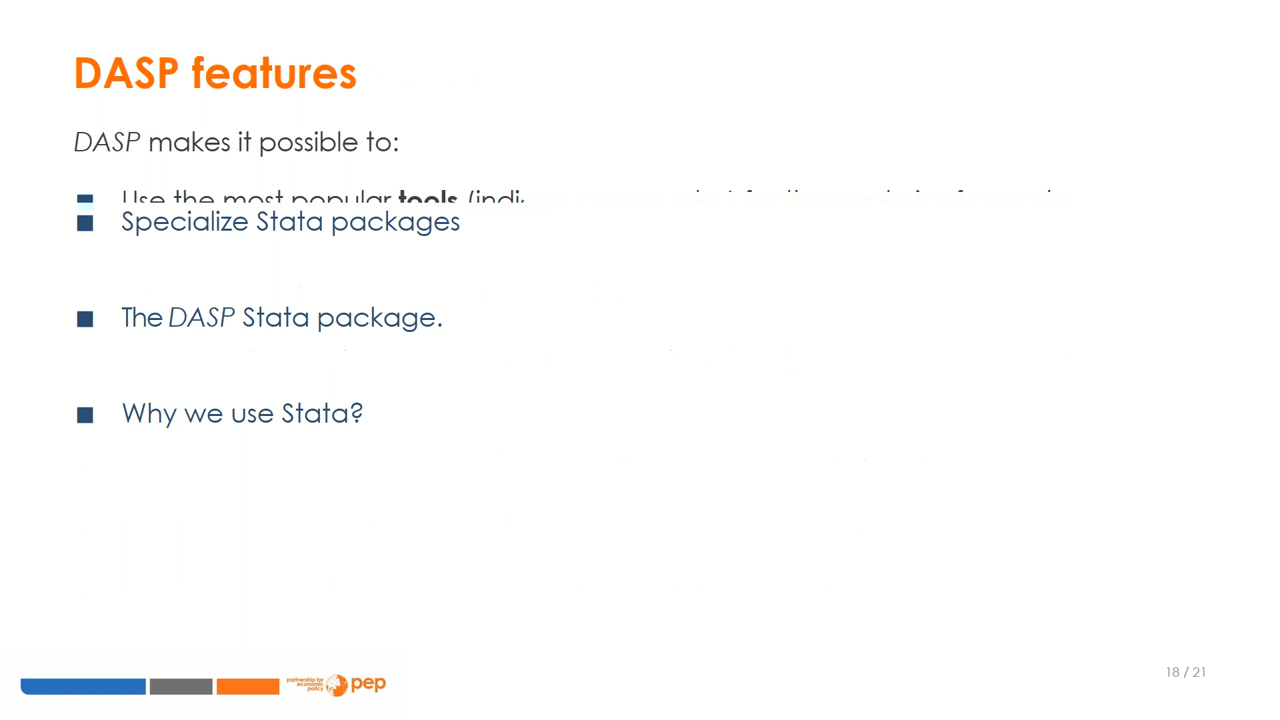 DASP features
DASP makes it possible to:
Use the most popular tools
Specialize Stata packages
The DASP Stata package.
Why we use Stata?
partnership for
economic
policy
pep
18 / 21